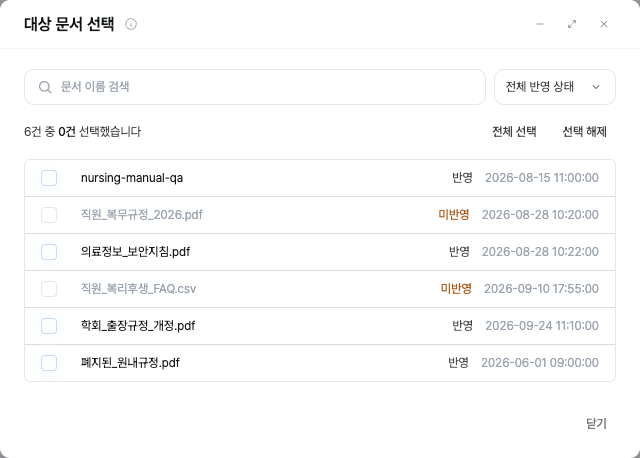 대상 문서 선택
문서 이름 검색
전체 반영 상태
6건 중 0건 선택했습니다
전체 선택 선택 해제
nursing-manual-qa 반영 2026-08-15 11:00:00
직원_복무규정_2026.pdf 미반영 2026-08-28 10:20:00
의료정보_보안지침.pdf 반영 2026-08-28 10:22:00
직원_복리후생_FAQ.csv 미반영 2026-09-10 17:55:00
학회_출장규정_개정.pdf 반영 2026-09-24 11:10:00
폐지된_원내규정.pdf 반영 2026-06-01 09:00:00
닫기